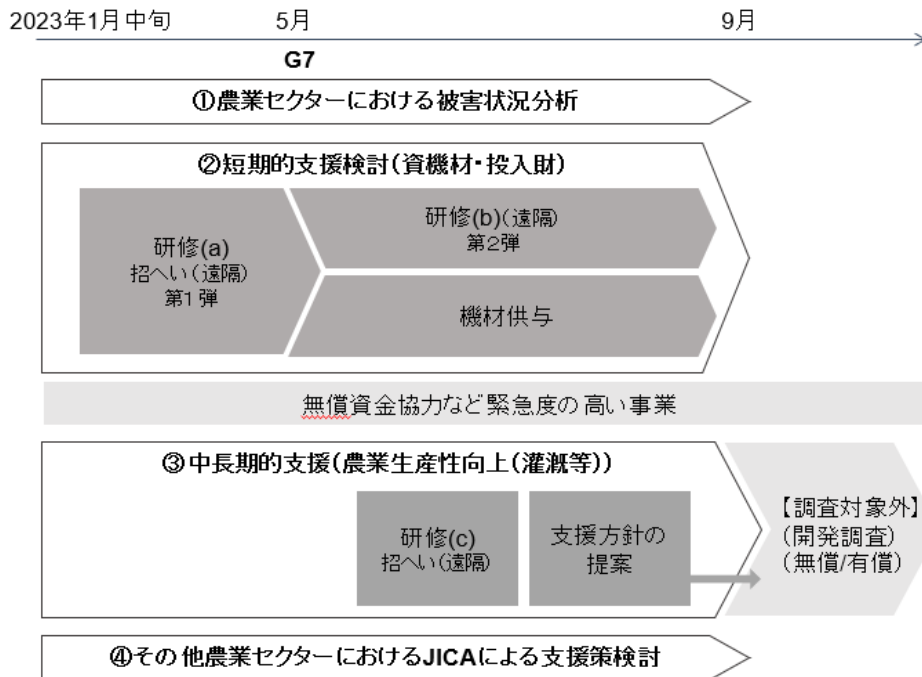 2023年1月中旬 5月 9月
G7
①農業セクターにおける被害状況分析
②短期的支援検討(資機材・投入財)
研修(a)
招へい(遠隔)
第1弾
研修(b)(遠隔)
第2弾
機材供与
無償資金協力など緊急度の高い事業
③中長期的支援(農業生産性向上(灌漑等))
研修(c)
招へい(遠隔)
支援方針の
提案
【調査対象外】
(開発調査)
(無償/有償)
④その他農業セクターにおけるJICAによる支援策検討